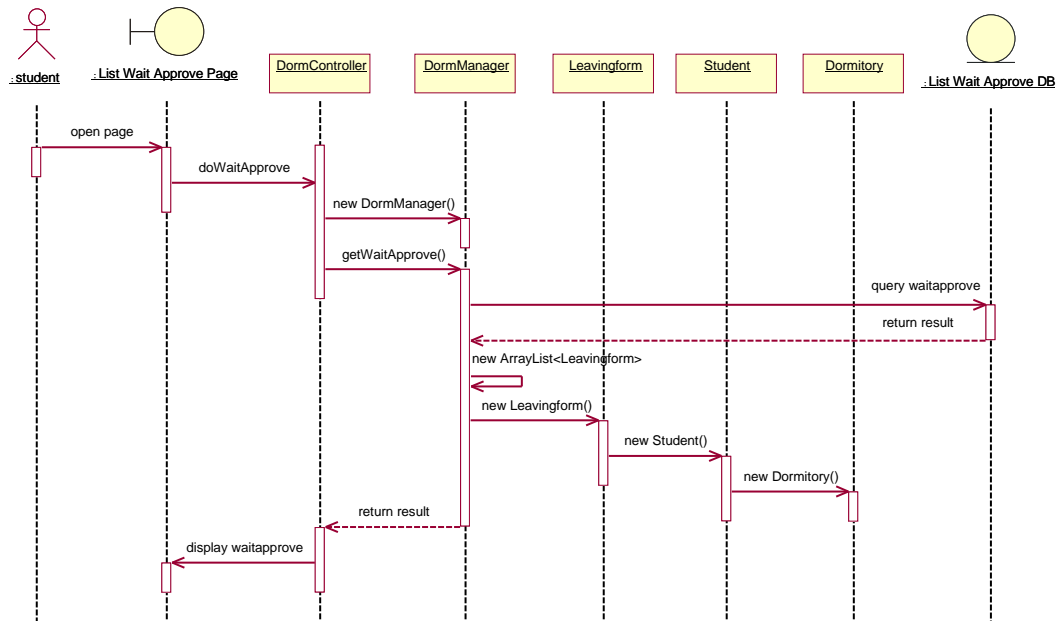 : student
: List Wait Approve Page
DormController
DormManager
Leavingform
Student
Dormitory
: List Wait Approve DB
open page
doWaitApprove
new DormManager()
getWaitApprove()
query waitapprove
return result
new ArrayList<Leavingform>
new Leavingform()
new Student()
new Dormitory()
return result
display waitapprove